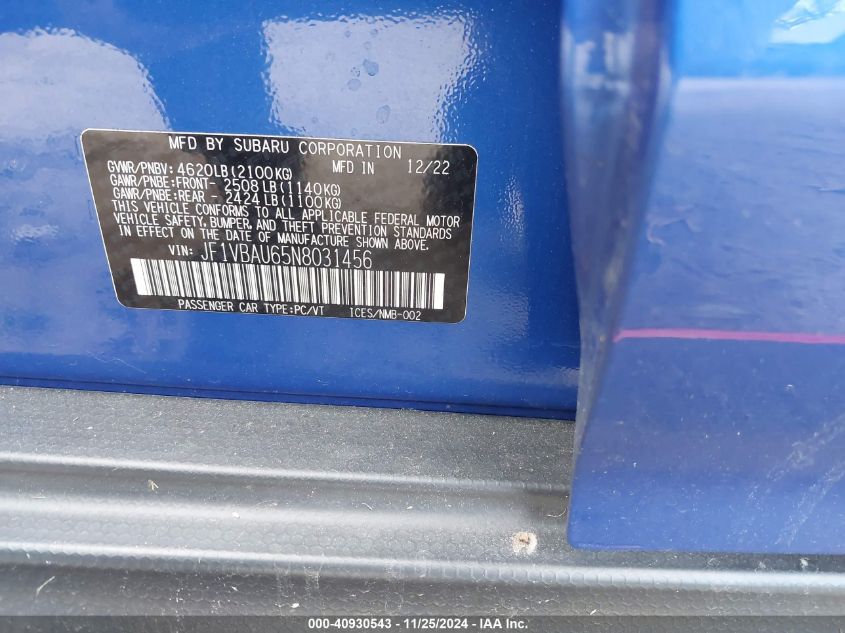 MFD BY SUBARU CORPORATION
GVWR/PNBV: 4620LB(2100KG) MFD IN 12/22
GAWR/PNBE:FRONT- 2508LB(1140KG)
GAWR/PNBE:REAR - 2424LB(1100KG)
THIS VEHICLE CONFORMS TO ALL APPLICABLE FEDERAL MOTOR
VEHICLE SAFETY, BUMPER, AND THEFT PREVENTION STANDARDS
IN EFFECT ON THE DATE OF MANUFACTURE SHOWN ABOVE.
VIN: JF1VBAU65N8031456
PASSENGER CAR TYPE:PC/VT ICES/NMB-002
000-40930543 - 11/25/2024 - IEEE.